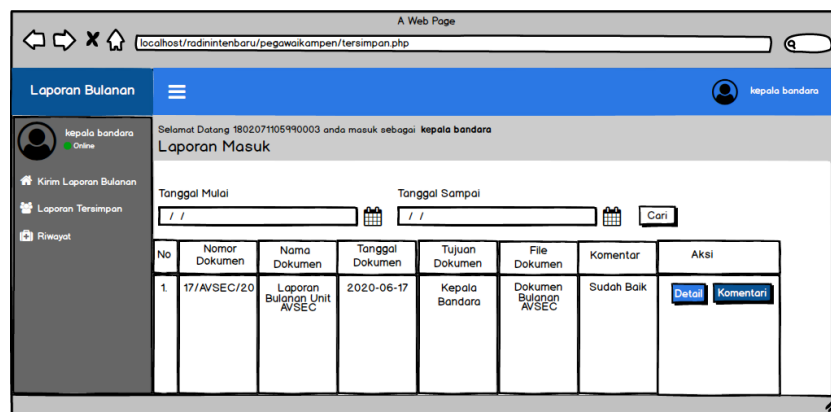 A Web Page
localhost/radinintenbaru/pegawaikampen/tersimpan.php
Laporan Bulanan
kepala bandara
kepala bandara
Online
Selamat Datang 1802071105990003 anda masuk sebagai kepala bandara
Laporan Masuk
Kirim Laporan Bulanan
Laporan Tersimpan
Riwayat
Tanggal Mulai
Tanggal Sampai
/ /
/ /
Cari
No
Nomor
Dokumen
Nama
Dokumen
Tanggal
Dokumen
Tujuan
Dokumen
File
Dokumen
Komentar
Aksi
1.
17/AVSEC/20
Laporan
Bulanan Unit
AVSEC
2020-06-17
Kepala
Bandara
Dokumen
Bulanan
AVSEC
Sudah Baik
Detail
Komentari